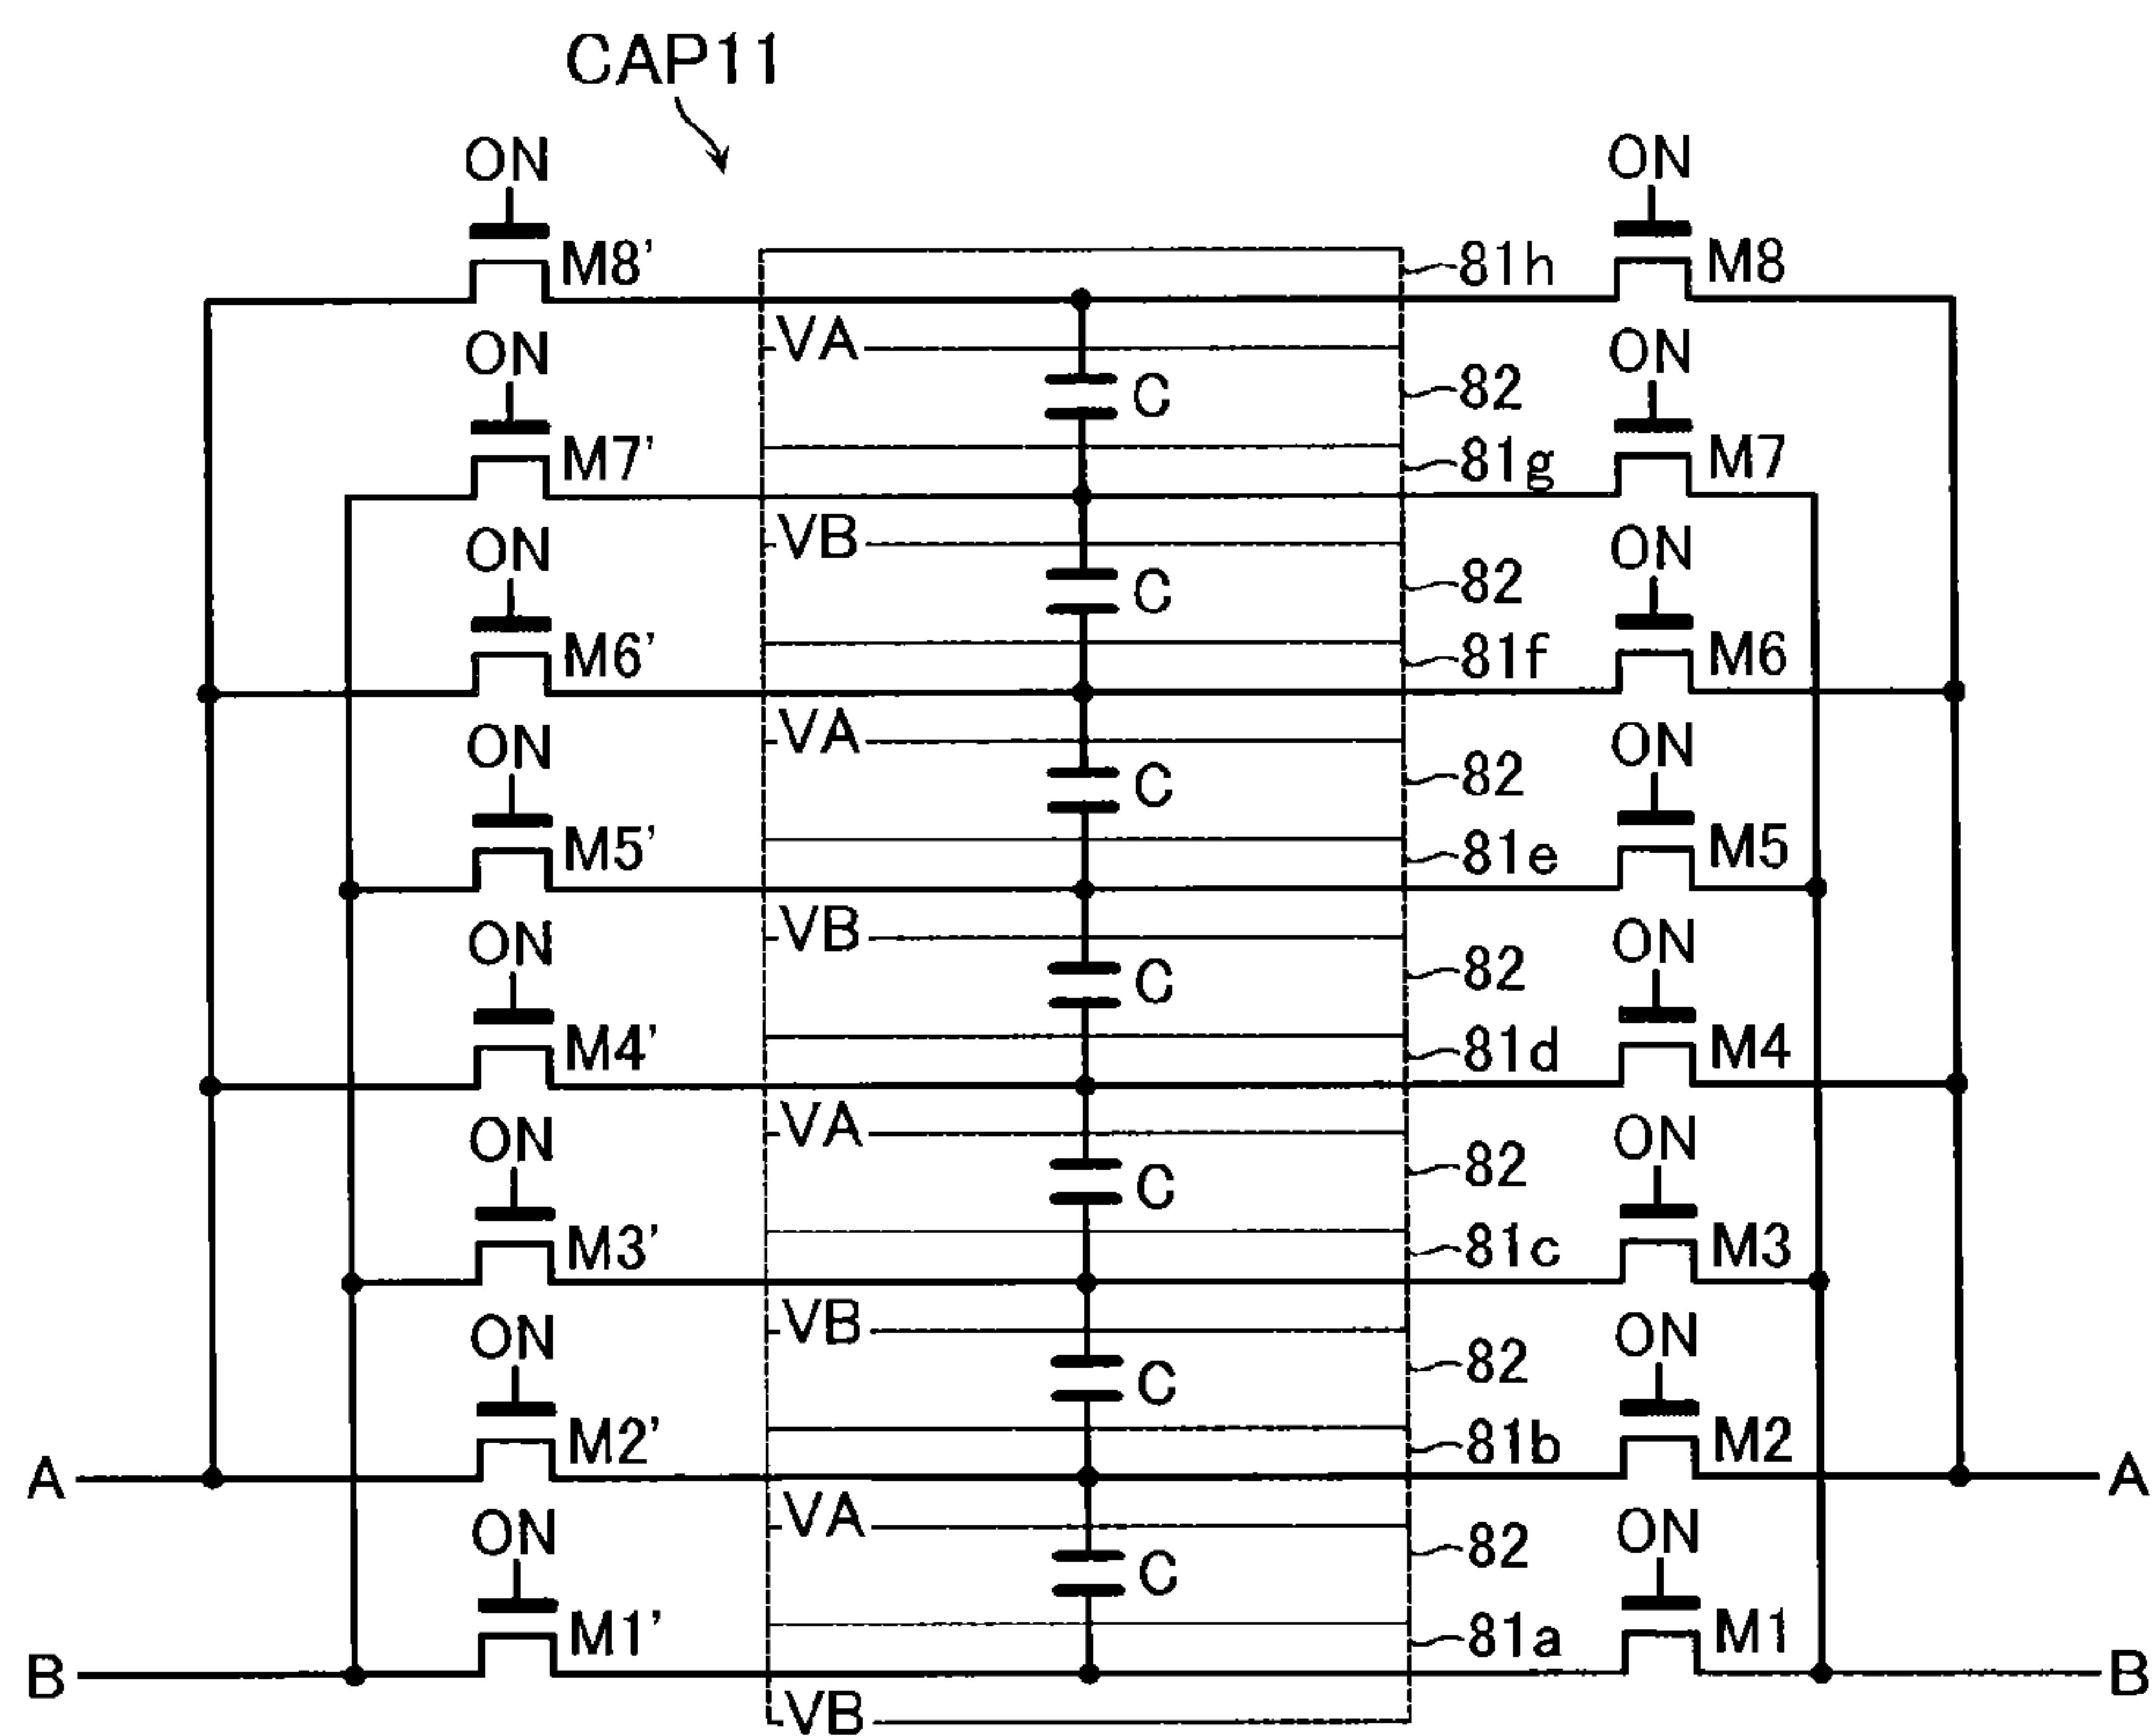 CAP11
ON ON
M8' 81h M8
VA
ON C 82 ON
M7' 81g M7
VB
ON C 82 ON
M6' 81f M6
VA
ON C 82 ON
M5' 81e M5
VB
ON C 82 ON
M4' 81d M4
VA
ON C 82 ON
M3' 81c M3
VB
ON C 82 ON
A M2' 81b M2 A
VA
ON C 82 ON
B M1' 81a M1 B
VB